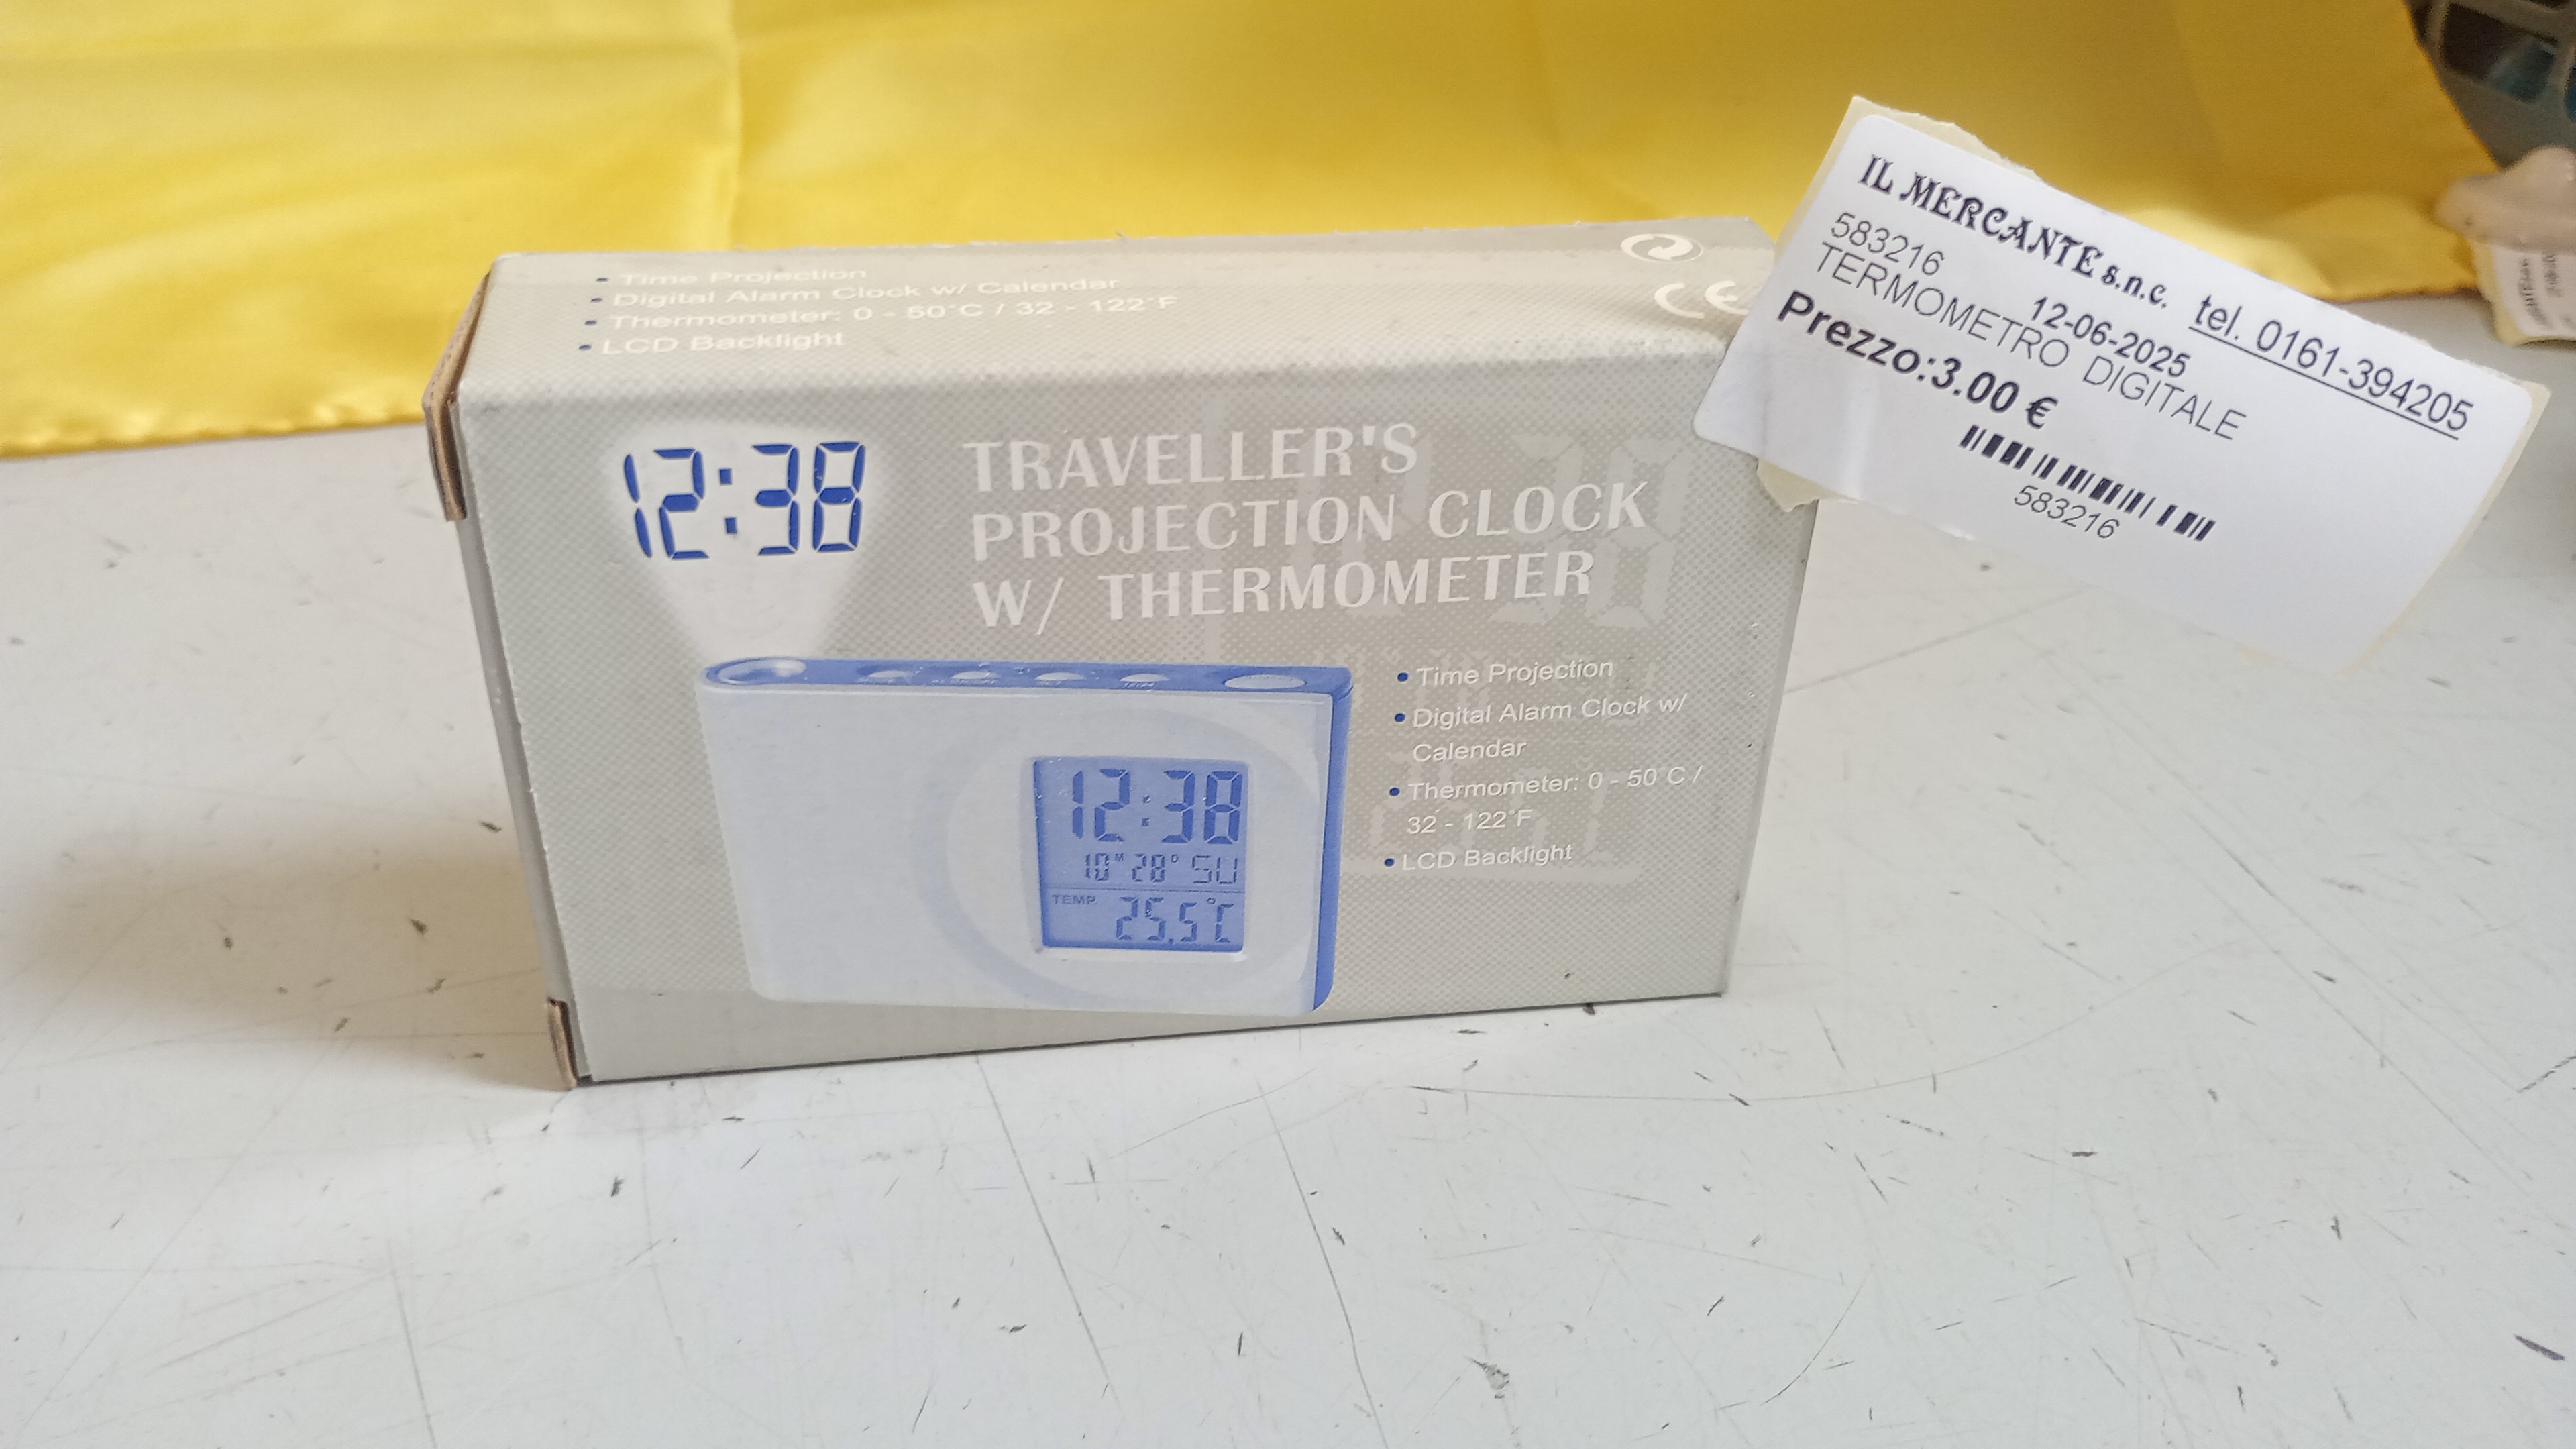 • Time Projection
• Digital Alarm Clock w/ Calendar
• Thermometer: 0 - 50°C / 32 - 122°F
• LCD Backlight
CE
12:38
TRAVELLER'S
PROJECTION CLOCK
W/ THERMOMETER
• Time Projection
• Digital Alarm Clock w/
Calendar
• Thermometer: 0 - 50°C /
32 - 122°F
• LCD Backlight
12:38
10 M 28 D SU
TEMP
25.5°C
IL MERCANTE s.n.c. tel. 0161-394205
583216 12-06-2025
TERMOMETRO DIGITALE
Prezzo:3.00 €
583216